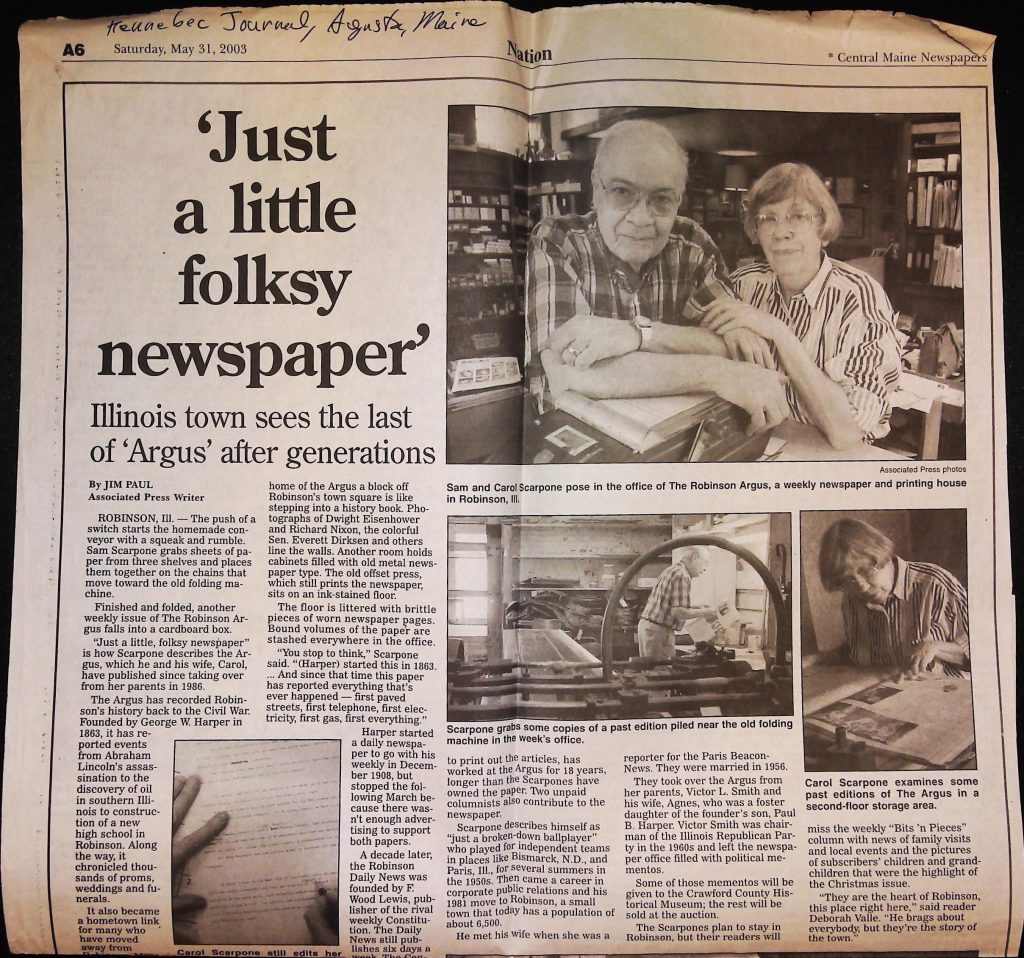 Kennebec Journal, Augusta, Maine
A6
Saturday, May 31, 2003
Nation
* Central Maine Newspapers
‘Just
a little
folksy
newspaper’
Illinois town sees the last
of ‘Argus’ after generations
By JIM PAUL
Associated Press Writer
ROBINSON, Ill. — The push of a
switch starts the homemade con-
veyor with a squeak and rumble.
Sam Scarpone grabs sheets of pa-
per from three shelves and places
them together on the chains that
move toward the old folding ma-
chine.
Finished and folded, another
weekly issue of The Robinson Ar-
gus falls into a cardboard box.
“Just a little, folksy newspaper”
is how Scarpone describes the Ar-
gus, which he and his wife, Carol,
have published since taking over
from her parents in 1986.
The Argus has recorded Robin-
son's history back to the Civil War.
Founded by George W. Harper in
1863, it has re-
ported events
from Abraham
Lincoln's assas-
sination to the
discovery of oil
in southern Illi-
nois to construc-
tion of a new
high school in
Robinson. Along
the way, it
chronicled thou-
sands of proms,
weddings and fu-
nerals.
It also became
a hometown link
for many who
have moved
away from
home of the Argus a block off
Robinson's town square is like
stepping into a history book. Pho-
tographs of Dwight Eisenhower
and Richard Nixon, the colorful
Sen. Everett Dirksen and others
line the walls. Another room holds
cabinets filled with old metal news-
paper type. The old offset press,
which still prints the newspaper,
sits on an ink-stained floor.
The floor is littered with brittle
pieces of worn newspaper pages.
Bound volumes of the paper are
stashed everywhere in the office.
“You stop to think,” Scarpone
said. “(Harper) started this in 1863.
... And since that time this paper
has reported everything that's
ever happened — first paved
streets, first telephone, first elec-
tricity, first gas, first everything.”
Harper started
a daily newspa-
per to go with his
weekly in Decem-
ber 1908, but
stopped the fol-
lowing March be-
cause there was-
n't enough adver-
tising to support
both papers.
A decade later,
the Robinson
Daily News was
founded by F.
Wood Lewis, pub-
lisher of the rival
weekly Constitu-
tion. The Daily
News still pub-
lishes six days a
Carol Scarpone still edits her
Associated Press photos
Sam and Carol Scarpone pose in the office of The Robinson Argus, a weekly newspaper and printing house
in Robinson, Ill.
Scarpone grabs some copies of a past edition piled near the old folding
machine in the week's office.
Carol Scarpone examines some
past editions of The Argus in a
second-floor storage area.
to print out the articles, has
worked at the Argus for 18 years,
longer than the Scarpones have
owned the paper. Two unpaid
columnists also contribute to the
newspaper.
Scarpone describes himself as
“just a broken-down ballplayer”
who played for independent teams
in places like Bismarck, N.D., and
Paris, Ill., for several summers in
the 1950s. Then came a career in
corporate public relations and his
1981 move to Robinson, a small
town that today has a population of
about 6,500.
He met his wife when she was a
reporter for the Paris Beacon-
News. They were married in 1956.
They took over the Argus from
her parents, Victor L. Smith and
his wife, Agnes, who was a foster
daughter of the founder's son, Paul
B. Harper. Victor Smith was chair-
man of the Illinois Republican Party
in the 1960s and left the newspa-
per office filled with political me-
mentos.
Some of those mementos will be
given to the Crawford County His-
torical Museum; the rest will be
sold at the auction.
The Scarpones plan to stay in
Robinson, but their readers will
miss the weekly “Bits 'n Pieces”
column with news of family visits
and local events and the pictures
of subscribers' children and grand-
children that were the highlight of
the Christmas issue.
“They are the heart of Robinson,
this place right here,” said reader
Deborah Valle. “He brags about
everybody, but they're the story of
the town.”